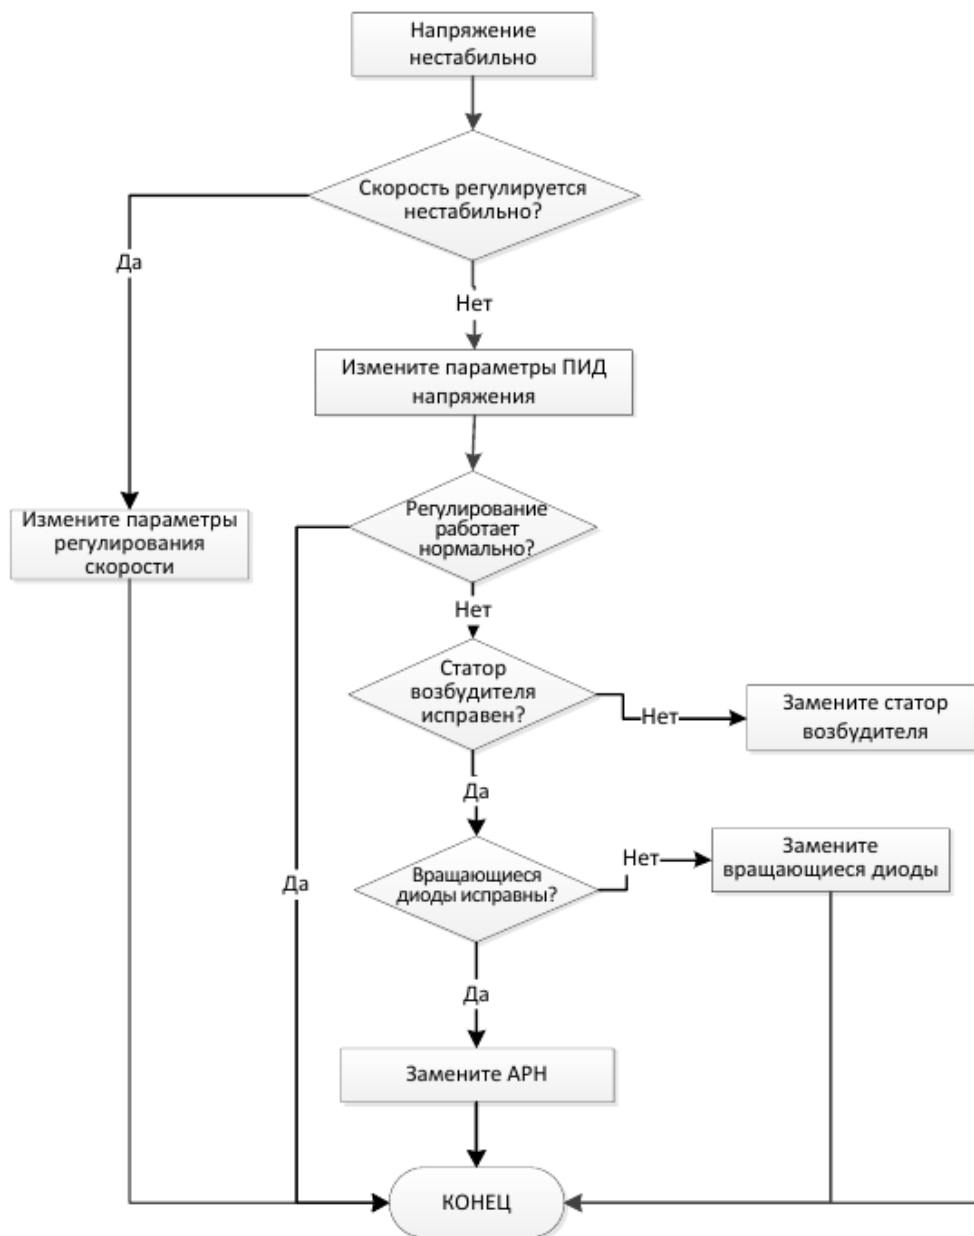 Напряжение
нестабильно
Скорость регулируется
нестабильно?
Да
Нет
Измените параметры ПИД
напряжения
Измените параметры
регулирования
скорости
Регулирование
работает
нормально?
Нет
Статор
возбудителя
исправен?
Нет
Замените статор
возбудителя
Да
Да
Вращающиеся
диоды исправны?
Нет
Замените
вращающиеся диоды
Да
Замените АРН
КОНЕЦ